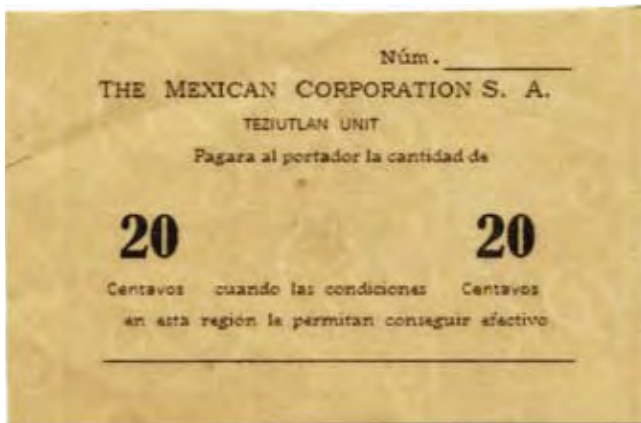 Núm.
THE MEXICAN CORPORATION S. A.
TEZIUTLAN UNIT
Pagara al portador la cantidad de
20 20
Centavos cuando las condiciones Centavos
en esta región le permitan conseguir efectivo